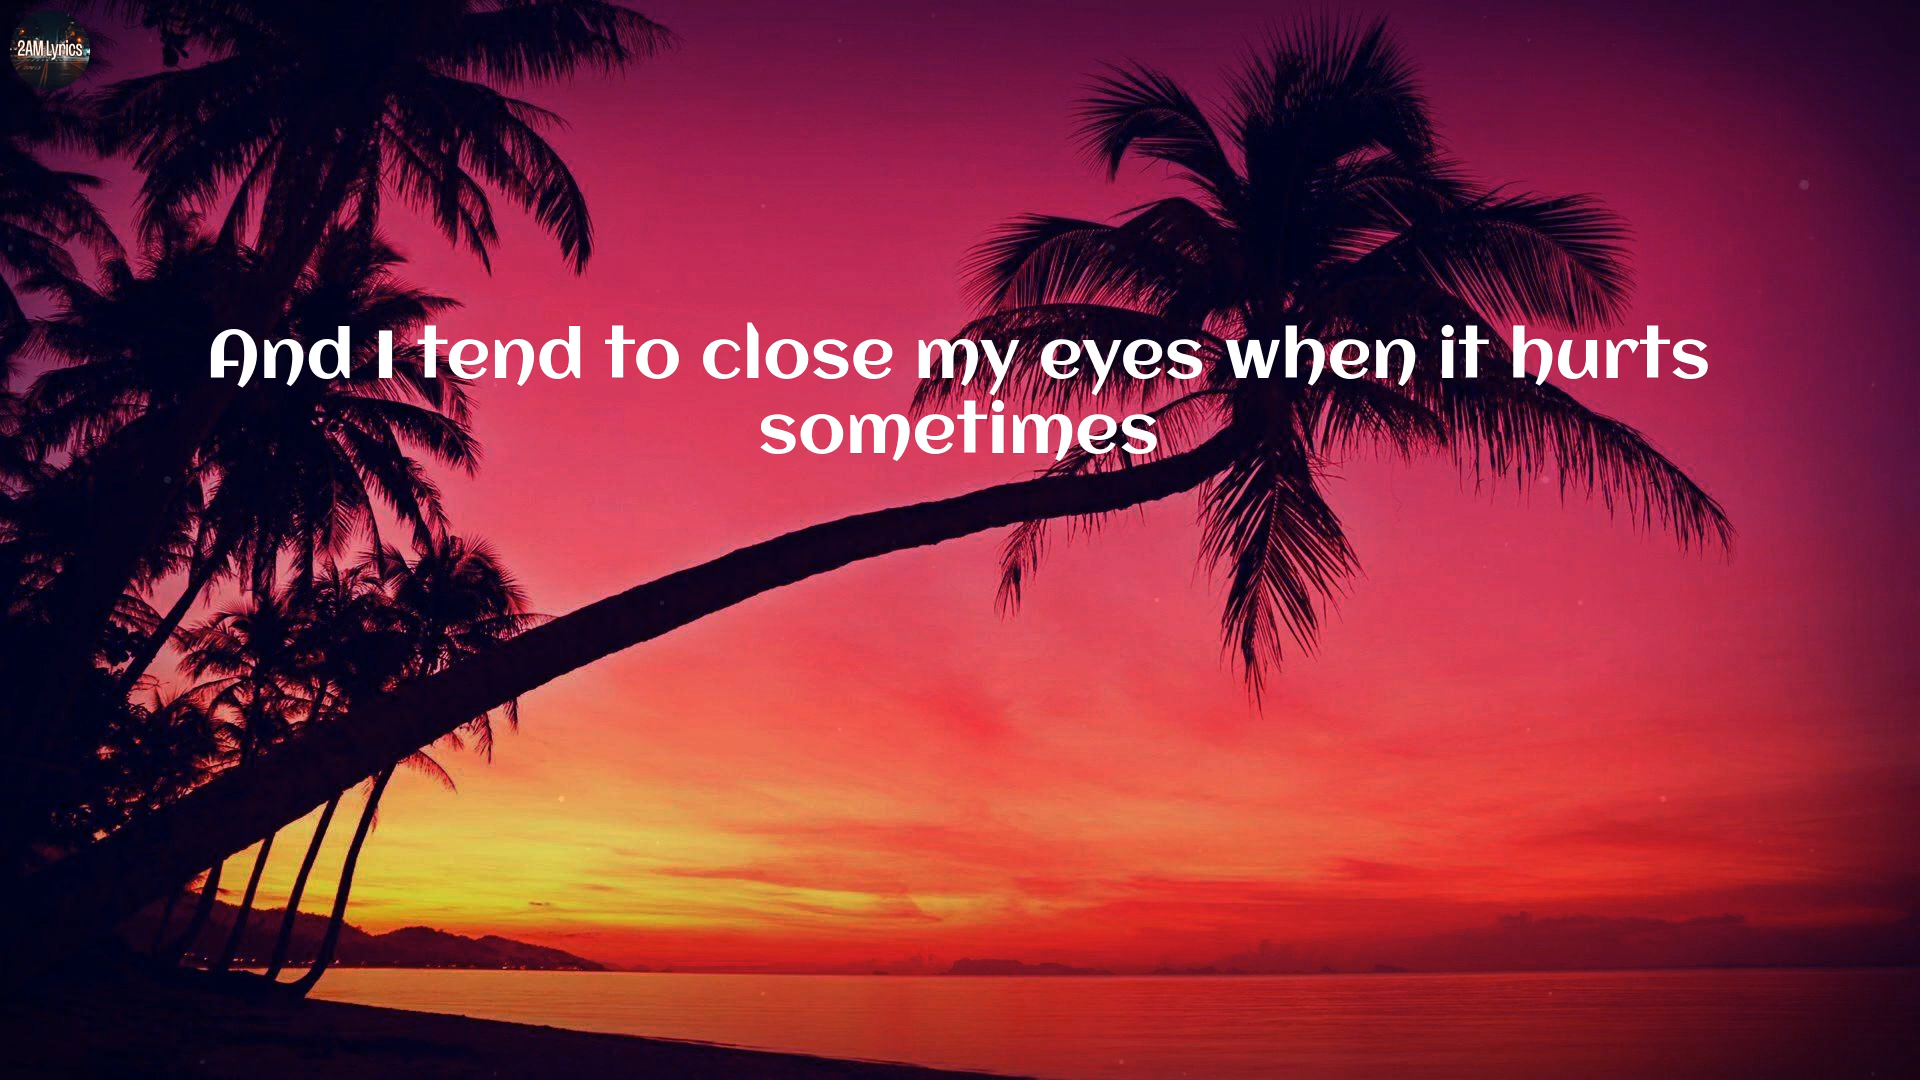 2AM Lyrics
And I tend to close my eyes when it hurts
sometimes